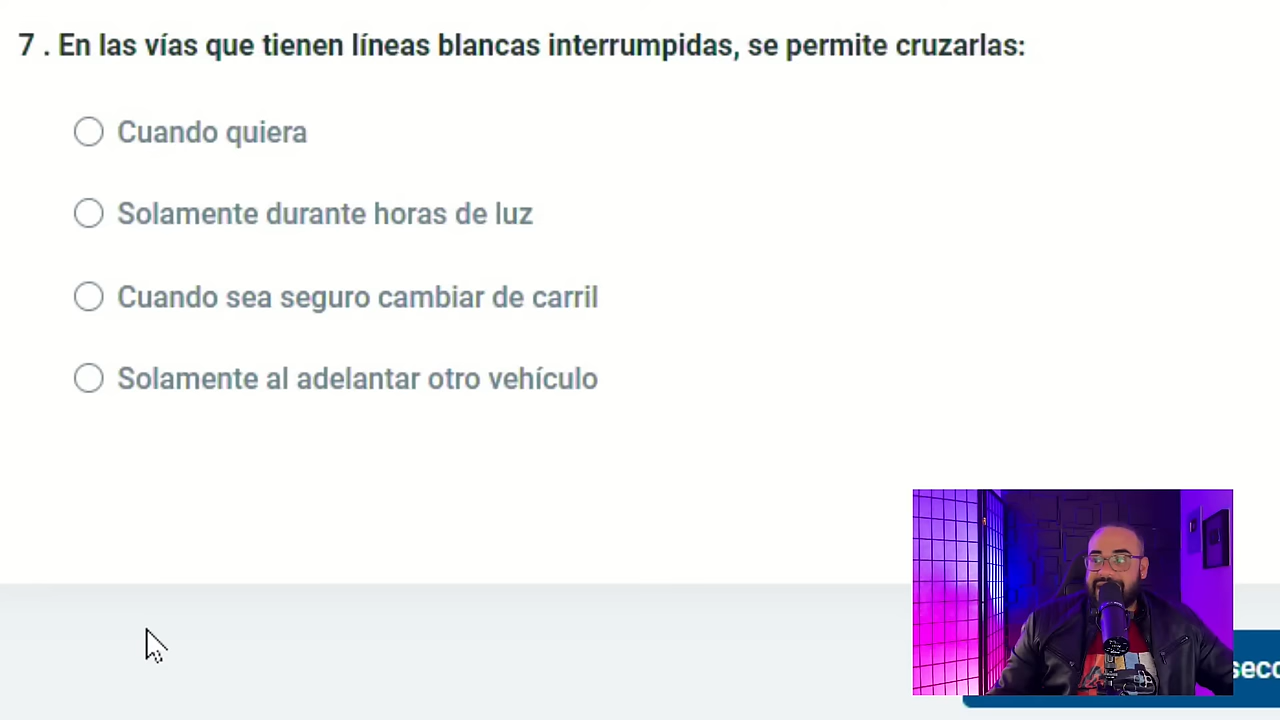 7 . En las vías que tienen líneas blancas interrumpidas, se permite cruzarlas:
Cuando quiera
Solamente durante horas de luz
Cuando sea seguro cambiar de carril
Solamente al adelantar otro vehículo